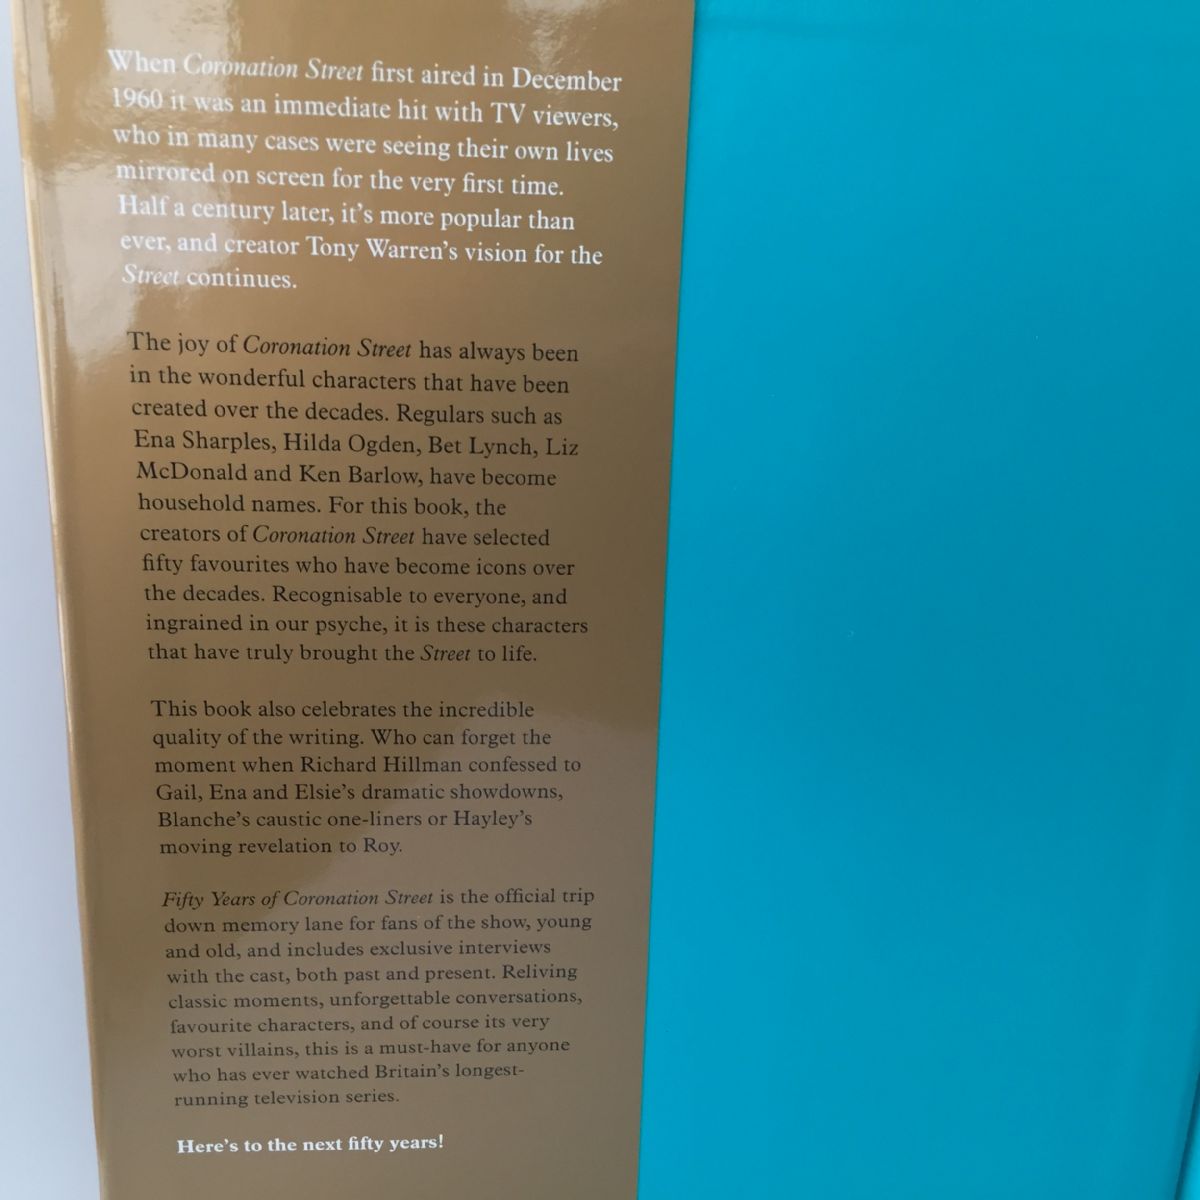 When Coronation Street first aired in December
1960 it was an immediate hit with TV viewers,
who in many cases were seeing their own lives
mirrored on screen for the very first time.
Half a century later, it's more popular than
ever, and creator Tony Warren's vision for the
Street continues.
The joy of Coronation Street has always been
in the wonderful characters that have been
created over the decades. Regulars such as
Ena Sharples, Hilda Ogden, Bet Lynch, Liz
McDonald and Ken Barlow, have become
household names. For this book, the
creators of Coronation Street have selected
fifty favourites who have become icons over
the decades. Recognisable to everyone, and
ingrained in our psyche, it is these characters
that have truly brought the Street to life.
This book also celebrates the incredible
quality of the writing. Who can forget the
moment when Richard Hillman confessed to
Gail, Ena and Elsie's dramatic showdowns,
Blanche's caustic one-liners or Hayley's
moving revelation to Roy.
Fifty Years of Coronation Street is the official trip
down memory lane for fans of the show, young
and old, and includes exclusive interviews
with the cast, both past and present. Reliving
classic moments, unforgettable conversations,
favourite characters, and of course its very
worst villains, this is a must-have for anyone
who has ever watched Britain's longest-
running television series.
Here's to the next fifty years!